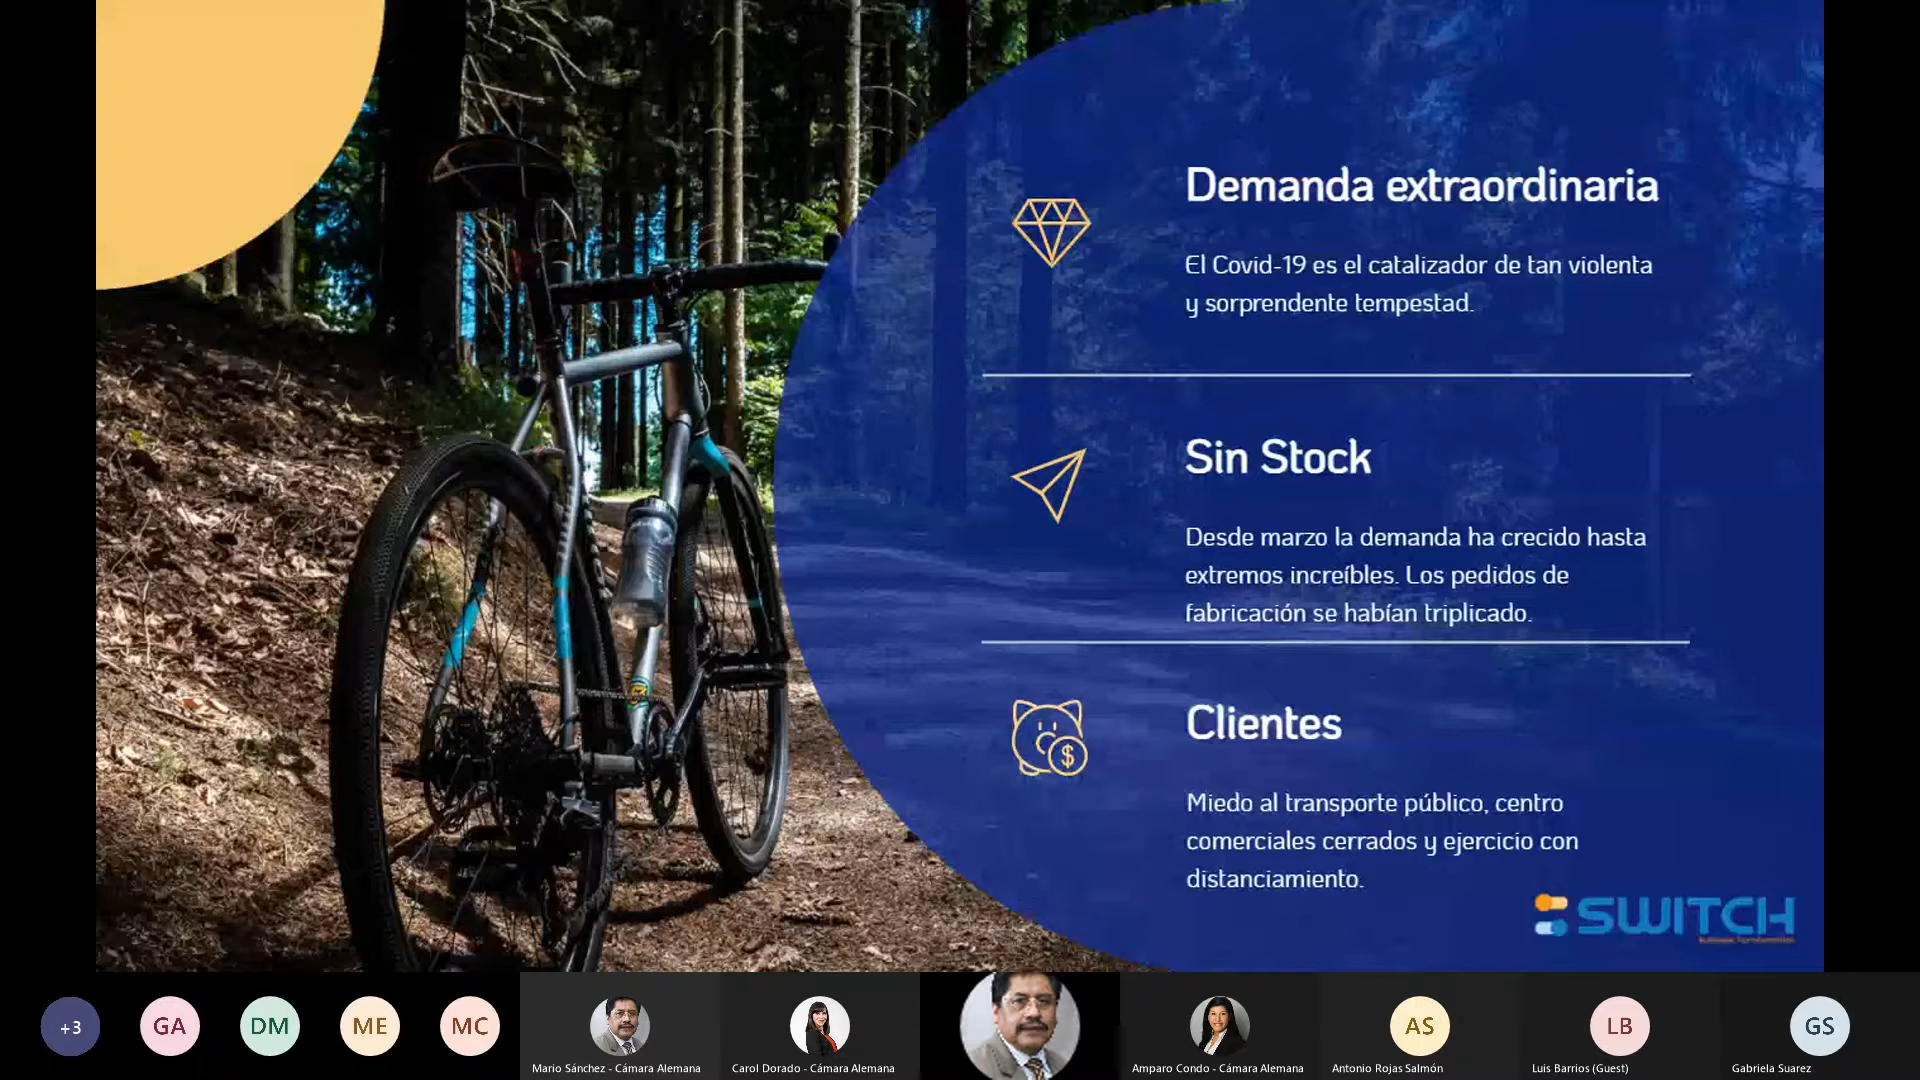 Demanda extraordinaria
El Covid-19 es el catalizador de tan violenta
y sorprendente tempestad.
Sin Stock
Desde marzo la demanda ha crecido hasta
extremos increíbles. Los pedidos de
fabricación se habían triplicado.
Clientes
$
Miedo al transporte público, centro
comerciales cerrados y ejercicio con
distanciamiento.
SWITCH
+3
GA
DM
ME
MC
Mario Sánchez - Cámara Alemana
Carol Dorado - Cámara Alemana
Amparo Condo - Cámara Alemana
AS
Antonio Rojas Salmón
LB
Luis Barrios (Guest)
GS
Gabriela Suarez